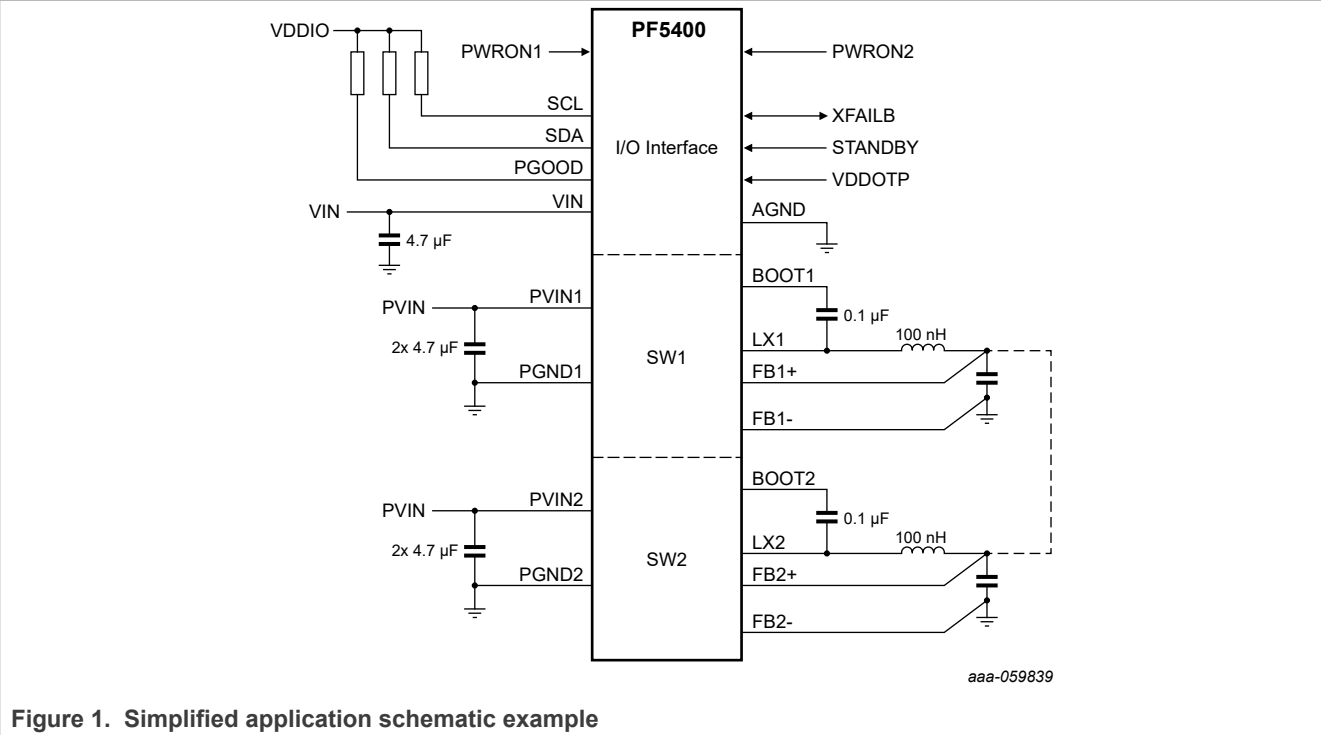 VDDIO
PF5400
PWRON1
PWRON2
SCL
XFAILB
SDA
I/O Interface
STANDBY
PGOOD
VDDOTP
VIN
VIN
AGND
4.7 µF
BOOT1
PVIN
PVIN1
0.1 µF
2x 4.7 µF
SW1
LX1
100 nH
PGND1
FB1+
FB1-
BOOT2
PVIN
PVIN2
0.1 µF
2x 4.7 µF
SW2
LX2
100 nH
PGND2
FB2+
FB2-
aaa-059839
Figure 1. Simplified application schematic example